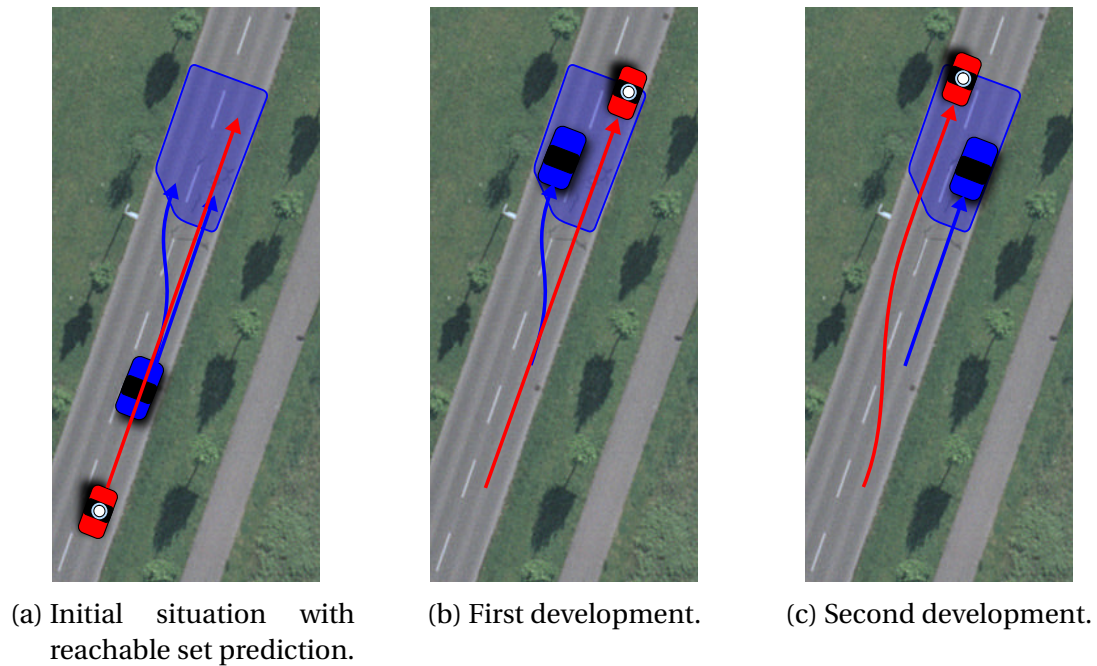 (a) Initial situation with
reachable set prediction.
(b) First development.
(c) Second development.